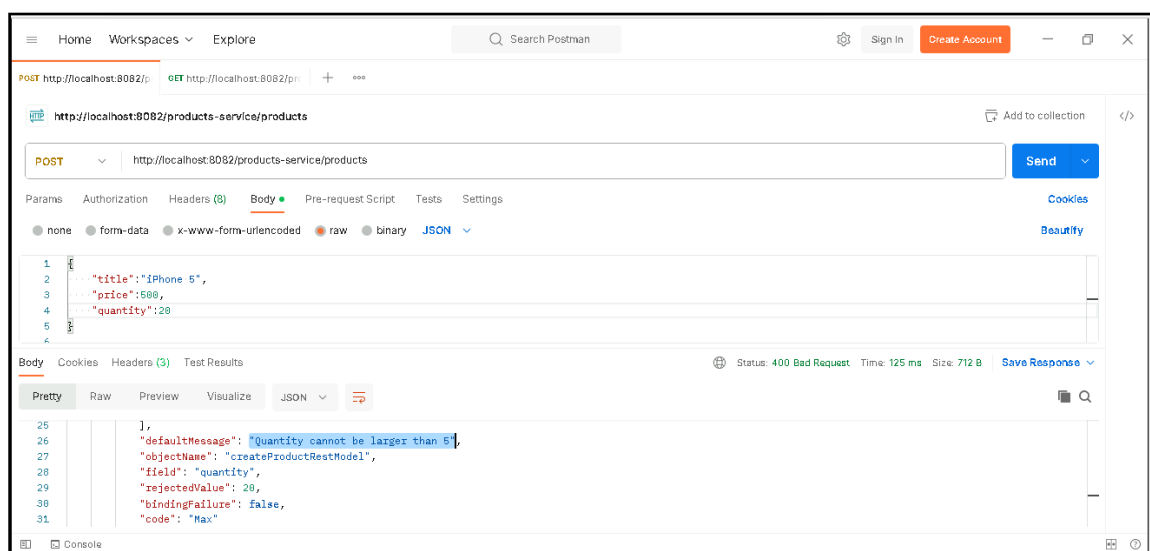 Home Workspaces Explore Search Postman Sign In Create Account
POST http://localhost:8082/p GET http://localhost:8082/pr
HTTP http://localhost:8082/products-service/products Add to collection </>
POST http://localhost:8082/products-service/products Send
Params Authorization Headers (8) Body Pre-request Script Tests Settings Cookies
none form-data x-www-form-urlencoded raw binary JSON Beautify
1 {
2 ····"title":"iPhone 5",
3 ····"price":500,
4 ····"quantity":20
5 }
6
Body Cookies Headers (3) Test Results Status: 400 Bad Request Time: 125 ms Size: 712 B Save Response
Pretty Raw Preview Visualize JSON
25 ],
26 "defaultMessage": "Quantity cannot be larger than 5",
27 "objectName": "createProductRestModel",
28 "field": "quantity",
29 "rejectedValue": 20,
30 "bindingFailure": false,
31 "code": "Max"
Console